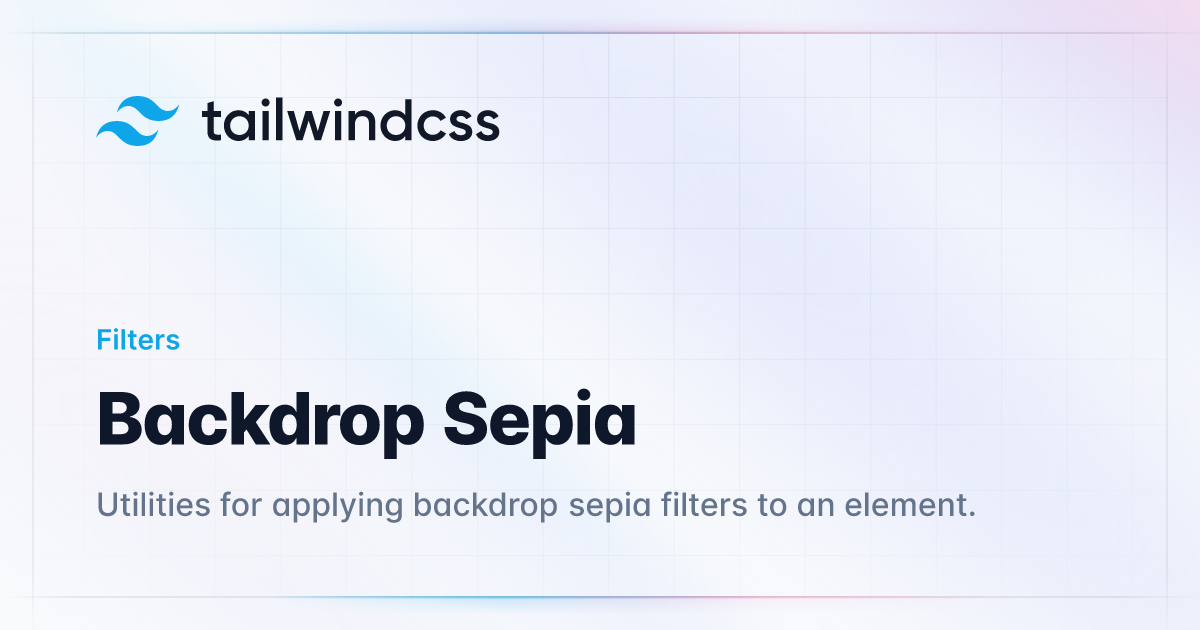 tailwindcss
Filters
Backdrop Sepia
Utilities for applying backdrop sepia filters to an element.